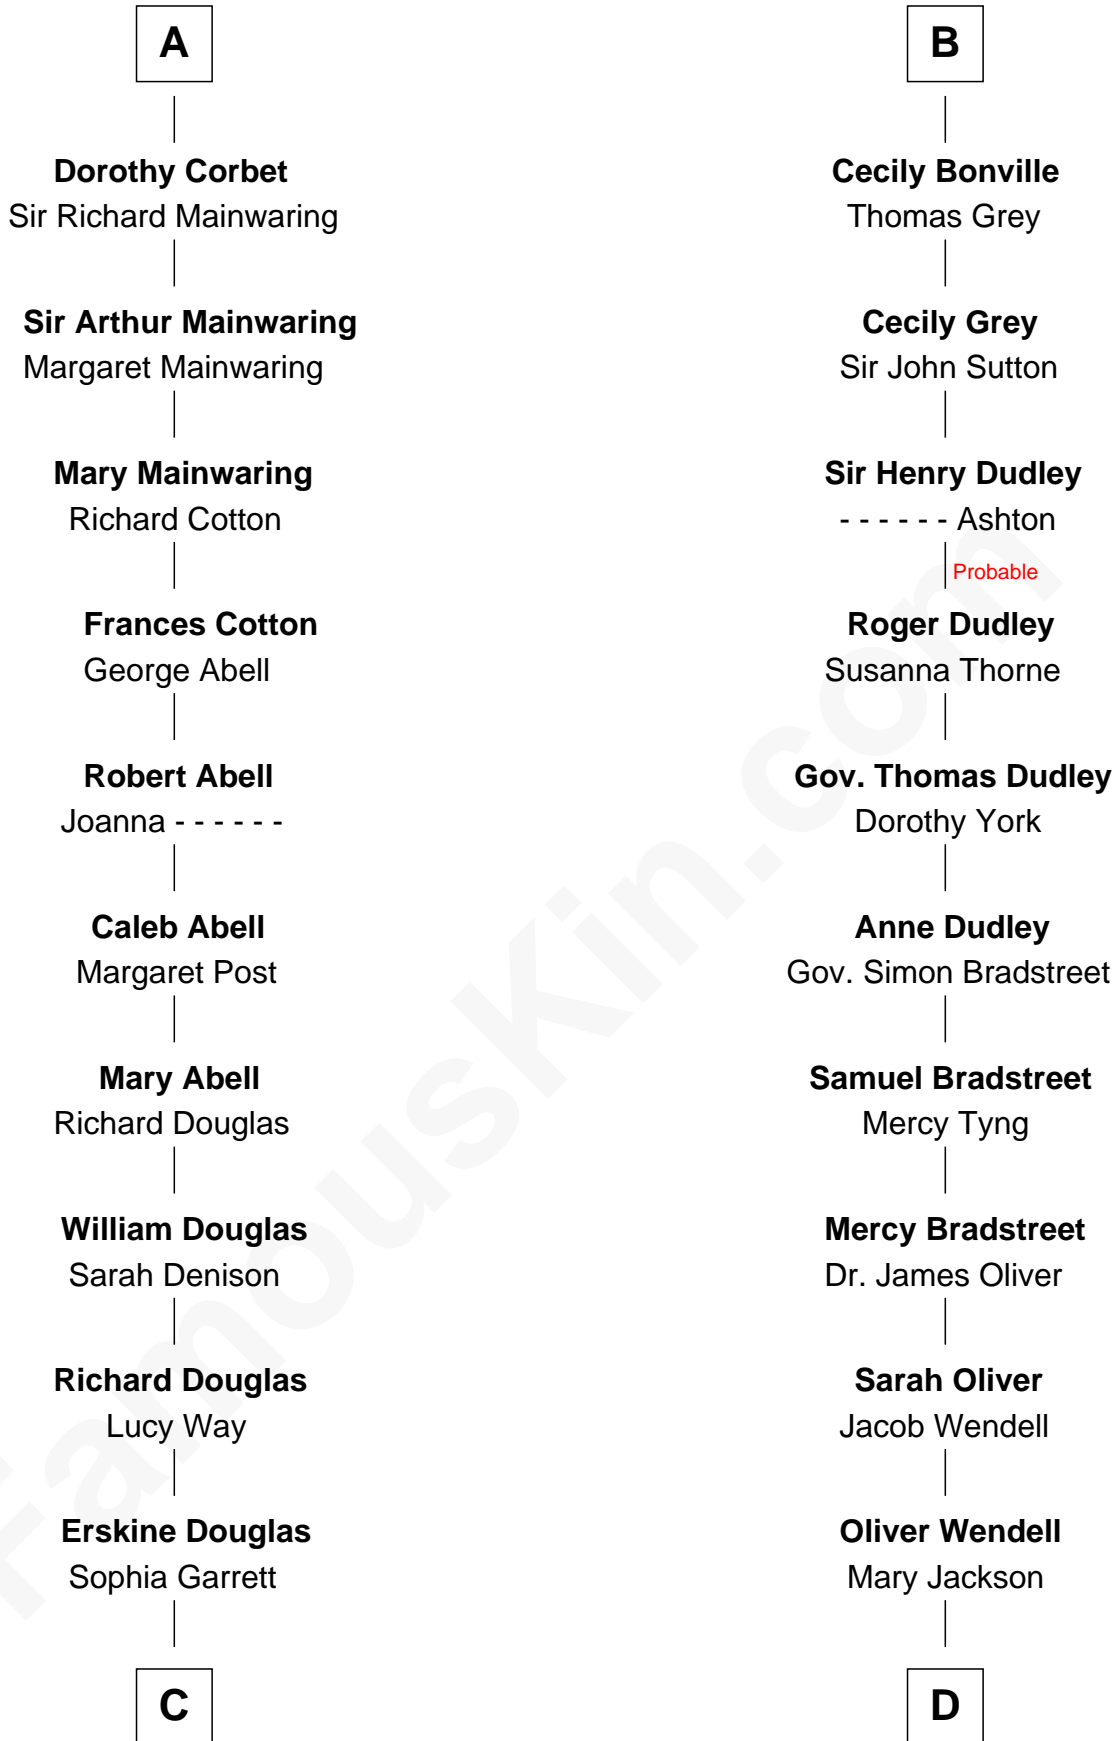 A
Dorothy Corbet
Sir Richard Mainwaring
Sir Arthur Mainwaring
Margaret Mainwaring
Mary Mainwaring
Richard Cotton
Frances Cotton
George Abell
Robert Abell
Joanna - - - - - -
Caleb Abell
Margaret Post
Mary Abell
Richard Douglas
William Douglas
Sarah Denison
Richard Douglas
Lucy Way
Erskine Douglas
Sophia Garrett
C
B
Cecily Bonville
Thomas Grey
Cecily Grey
Sir John Sutton
Sir Henry Dudley
- - - - - - Ashton
Probable
Roger Dudley
Susanna Thorne
Gov. Thomas Dudley
Dorothy York
Anne Dudley
Gov. Simon Bradstreet
Samuel Bradstreet
Mercy Tyng
Mercy Bradstreet
Dr. James Oliver
Sarah Oliver
Jacob Wendell
Oliver Wendell
Mary Jackson
D
FamousKin.com